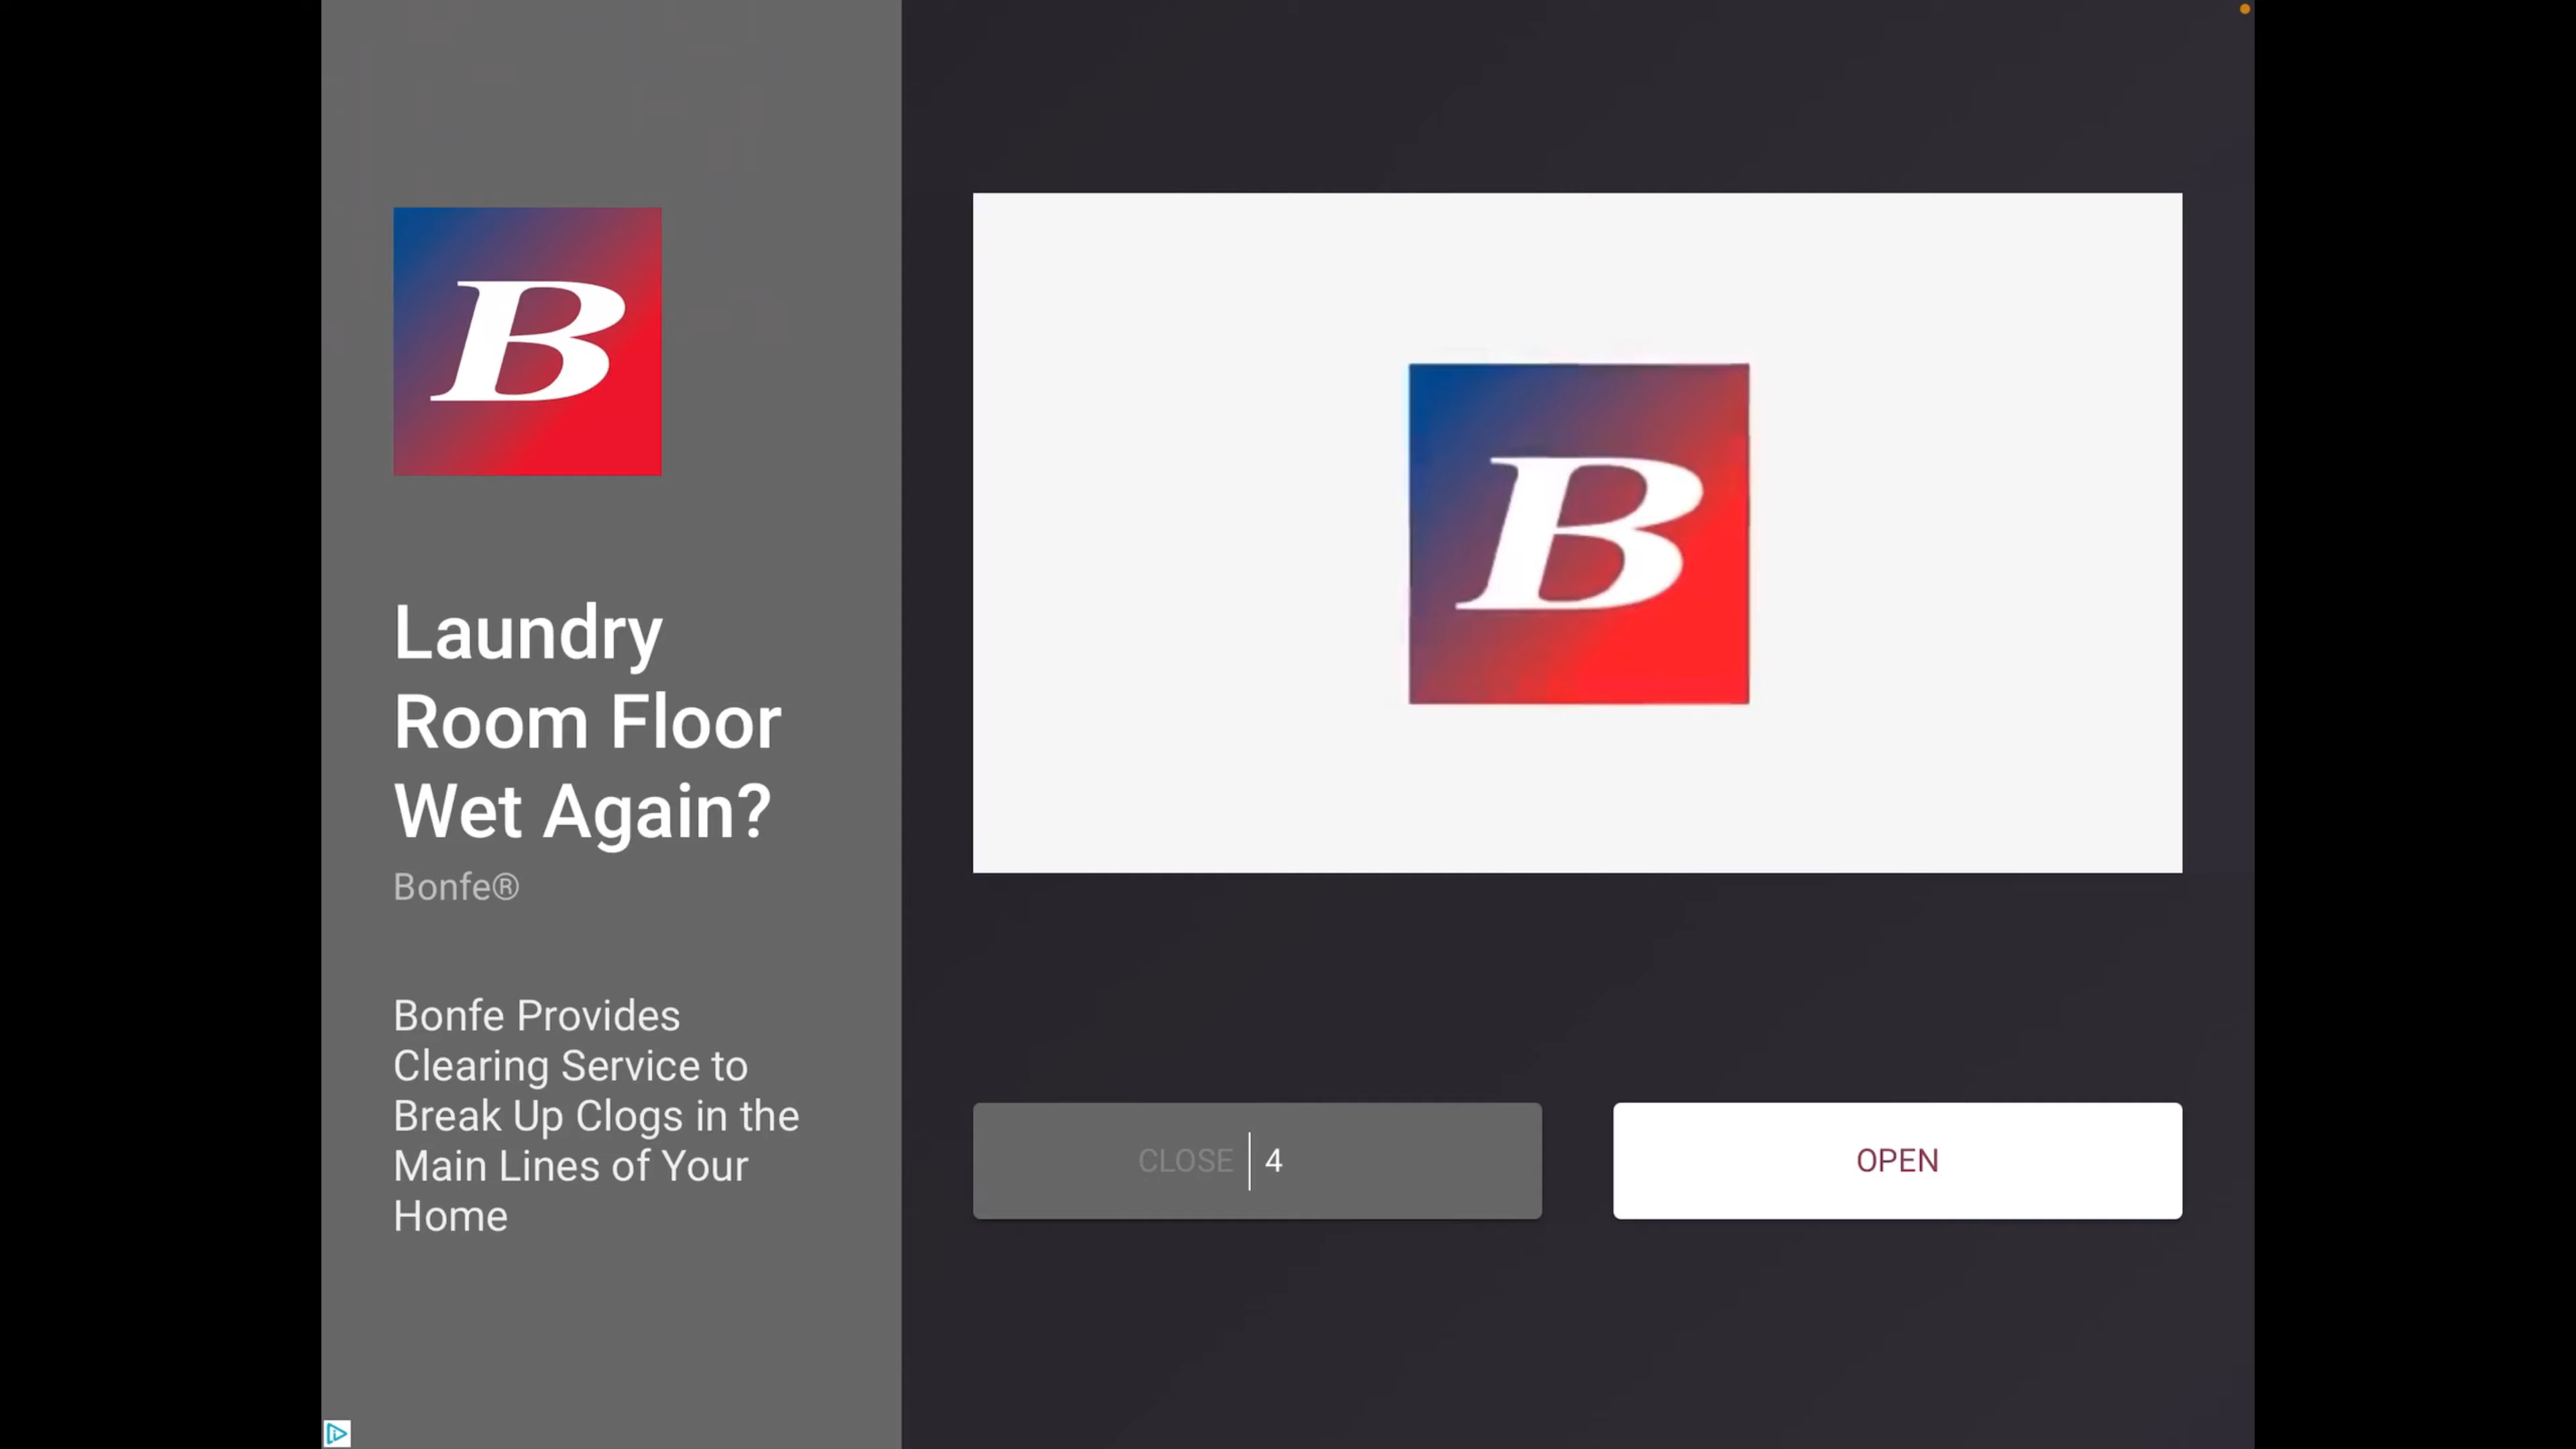 B
Laundry
Room Floor
Wet Again?
Bonfe®
Bonfe Provides
Clearing Service to
Break Up Clogs in the
Main Lines of Your
Home
B
CLOSE | 4
OPEN